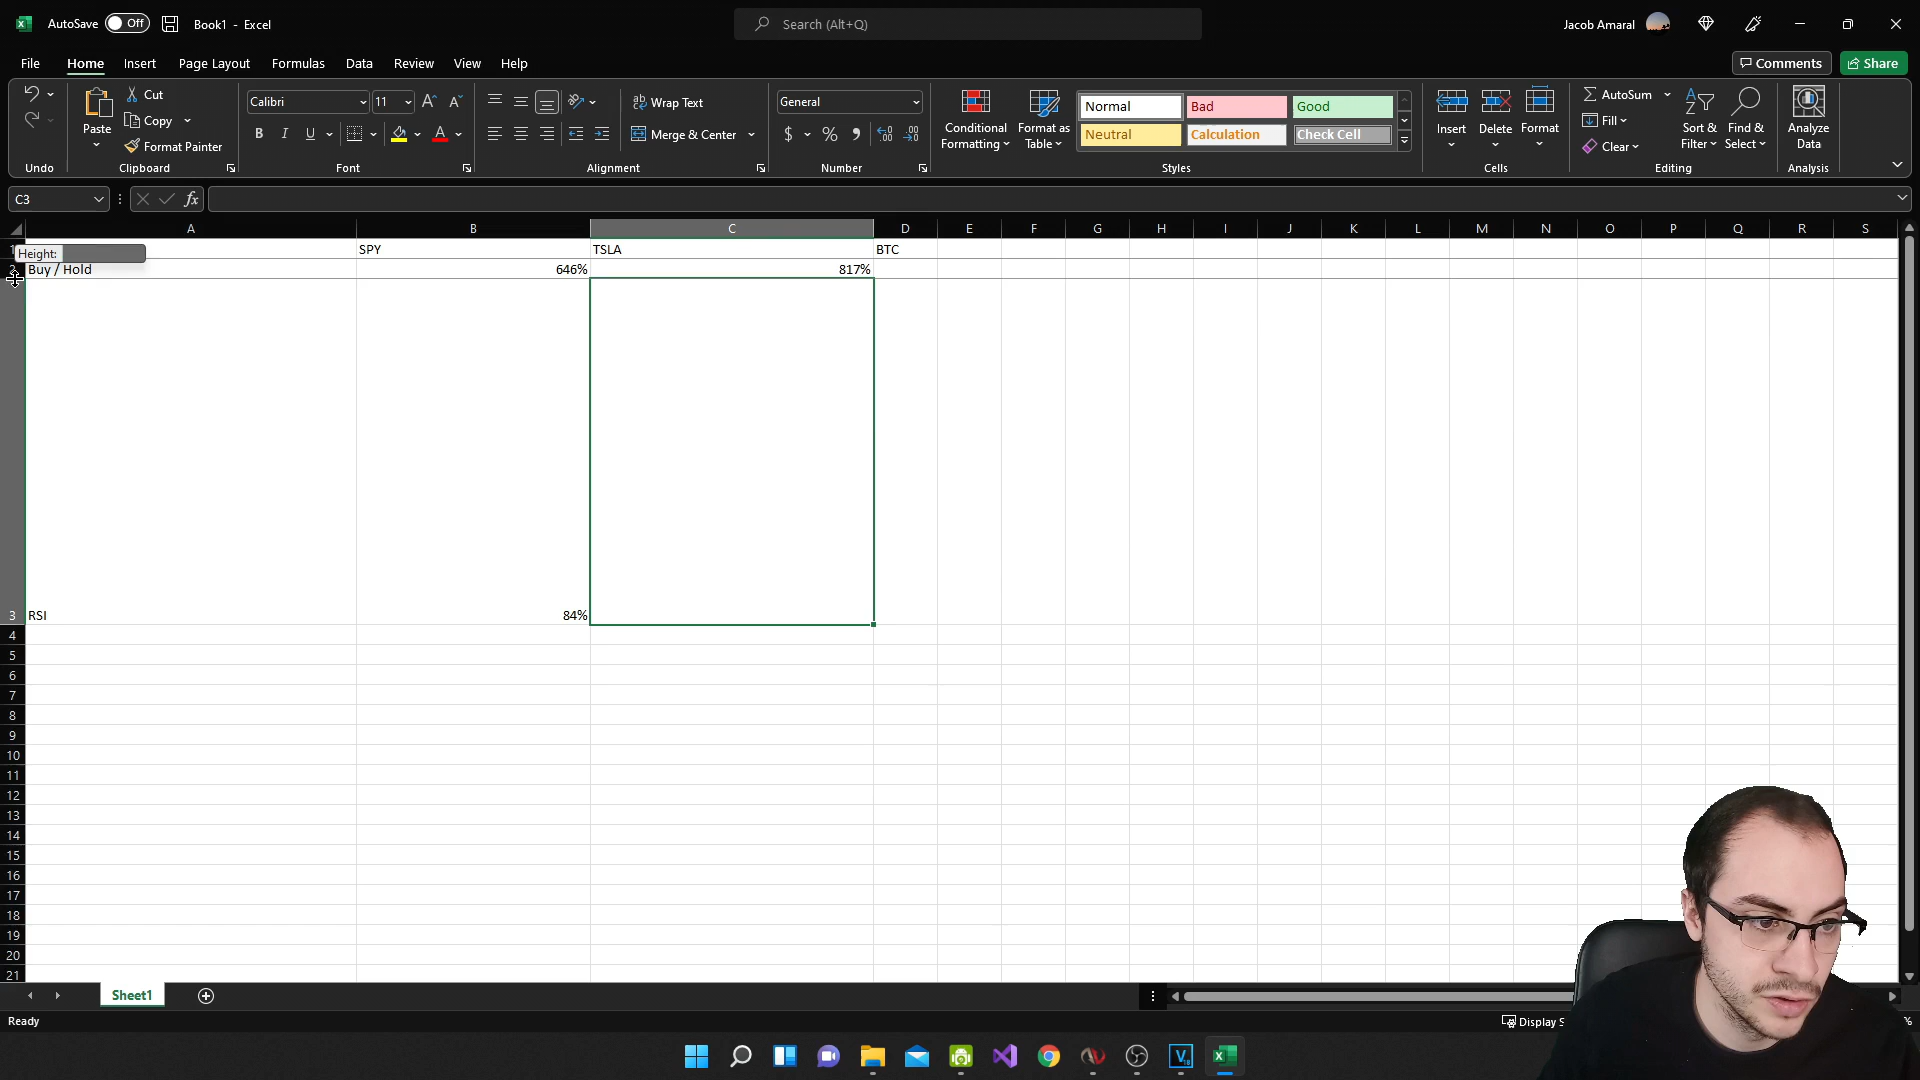 AutoSave Off Book1 - Excel Search (Alt+Q) Jacob Amaral
File Home Insert Page Layout Formulas Data Review View Help Comments Share
Cut Calibri 11 Wrap Text General Normal Bad Good AutoSum
Paste Copy Conditional Formatting Format as Table Insert Delete Format Fill Sort & Filter Find & Select Analyze Data
Format Painter B I U Merge & Center $ % Neutral Calculation Check Cell Clear
Undo Clipboard Font Alignment Number Styles Cells Editing Analysis
C3 fx
A B C D E F G H I J K L M N O P Q R S
Height:
SPY TSLA BTC
Buy / Hold 646% 817%
3 RSI 84%
4
5
6
7
8
9
10
11
12
13
14
15
16
17
18
19
20
21
Sheet1
Ready Display %